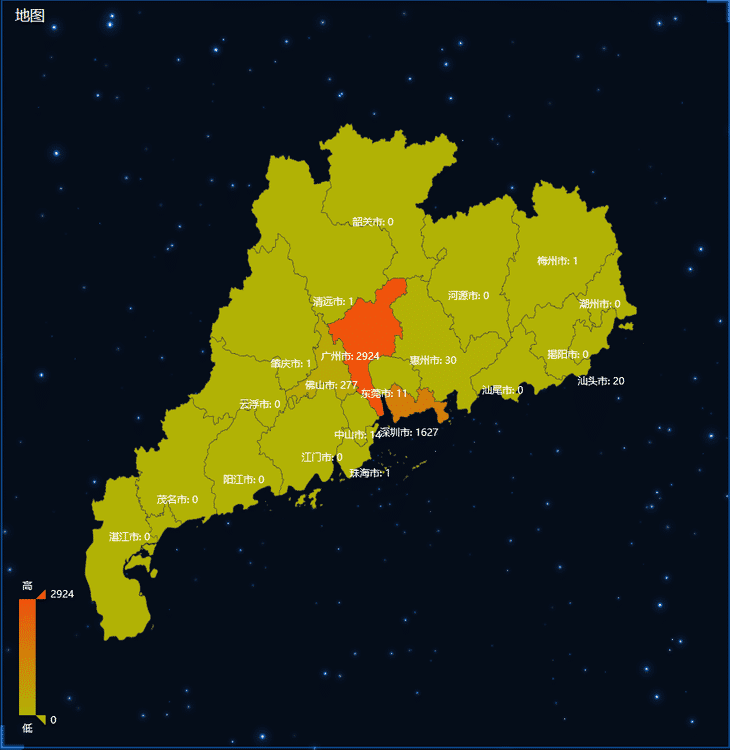 地图
韶关市: 0
梅州市: 1
河源市: 0
清远市: 1
潮州市: 0
广州市: 2924
揭阳市: 0
惠州市: 30
肇庆市: 1
汕头市: 20
佛山市: 277
汕尾市: 0
东莞市: 11
云浮市: 0
深圳市: 1627
中山市: 14
江门市: 0
珠海市: 1
阳江市: 0
茂名市: 0
湛江市: 0
高
2924
0
低